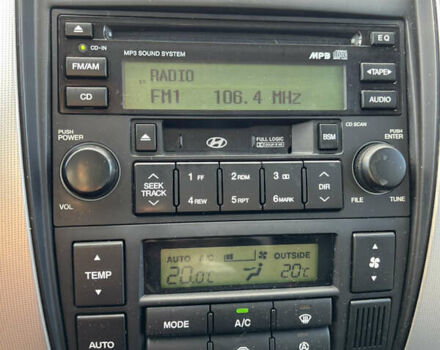 EQ
CD-IN
MP3 SOUND SYSTEM
MP3
FM/AM
RADIO
◄TAPE►
CD
FM1 106.4 MHz
AUDIO
PUSH
POWER
FULL LOGIC
BSM
CD SCAN
PUSH
ENTER
SEEK
TRACK
1 FF
2 RDM
3
DIR
4 REW
5 RPT
6 MARK
VOL
FILE
TUNE
AUTO A/C
OUTSIDE
TEMP
20.0c
20°c
MODE
A/C
AUTO